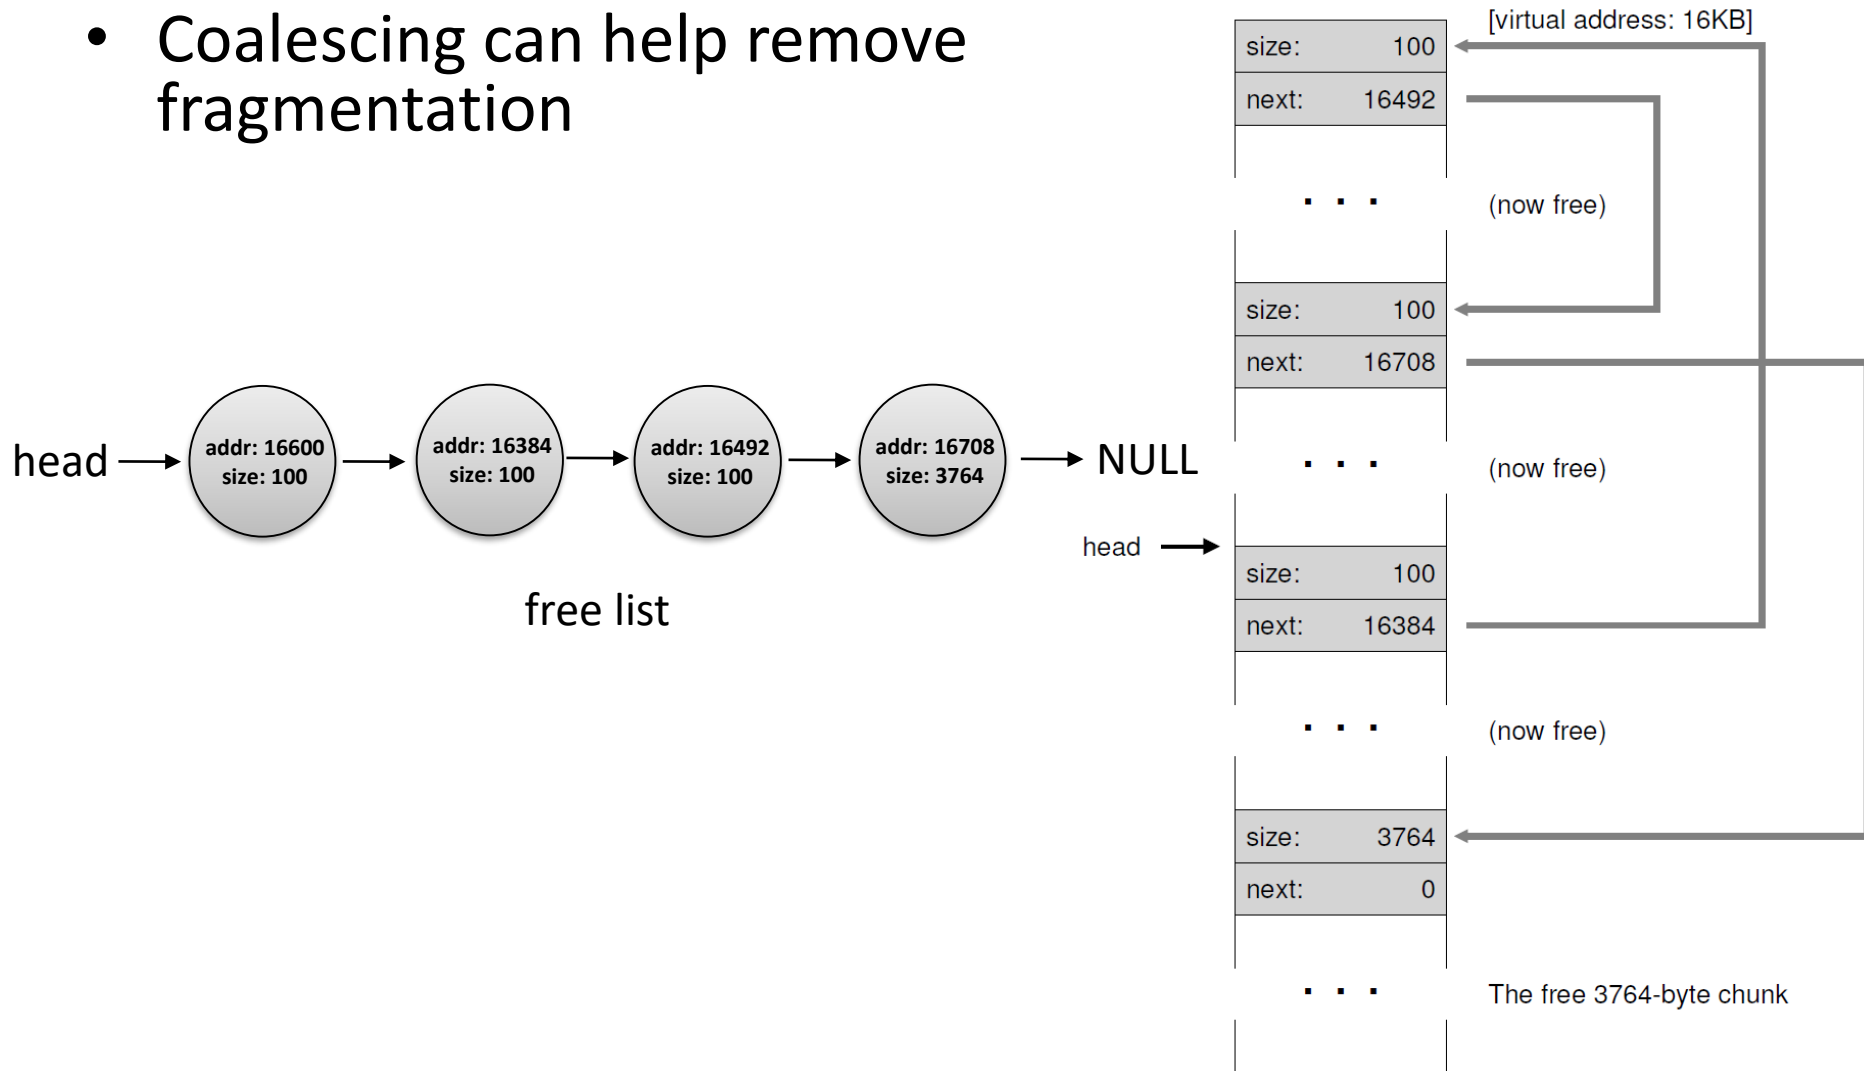 • Coalescing can help remove
fragmentation
head
addr: 16600
size: 100
addr: 16384
size: 100
addr: 16492
size: 100
addr: 16708
size: 3764
NULL
free list
[virtual address: 16KB]
size: 100
next: 16492
. . .
(now free)
size: 100
next: 16708
. . .
(now free)
head
size: 100
next: 16384
. . .
(now free)
size: 3764
next: 0
. . .
The free 3764-byte chunk